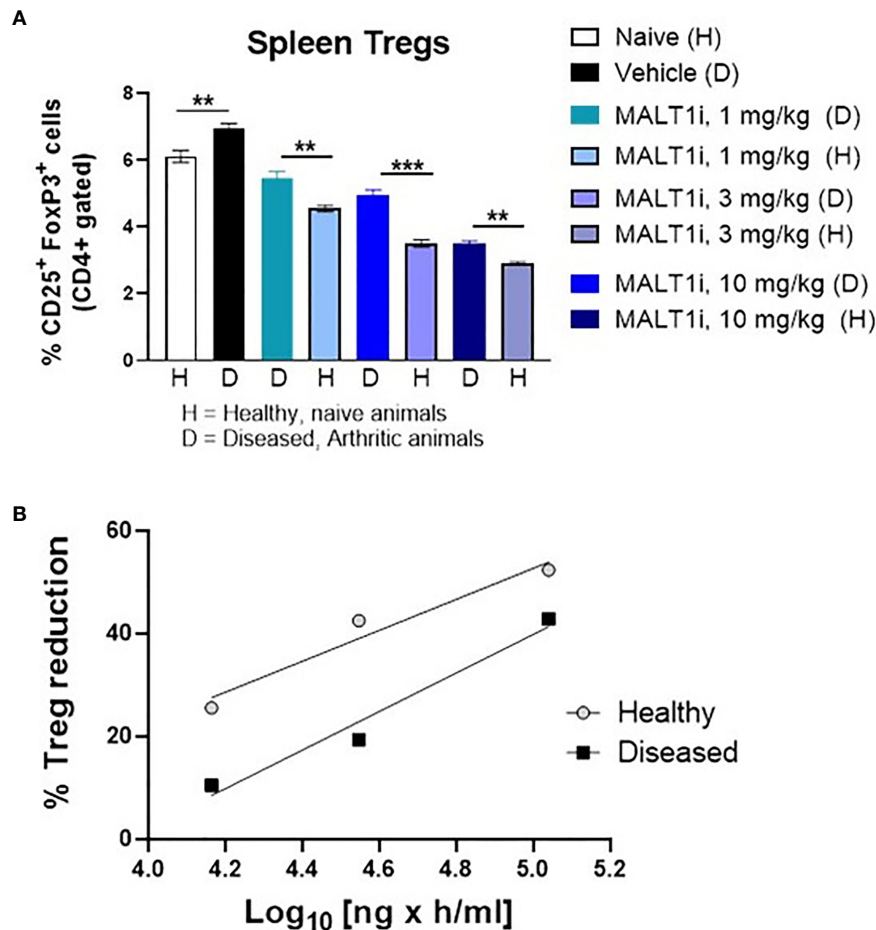 A
Spleen Tregs
% CD25+ FoxP3+ cells
(CD4+ gated)
8
6
4
2
0
**
**
***
**
H D D H D H D H
H = Healthy, naive animals
D = Diseased, Arthritic animals
Naive (H)
Vehicle (D)
MALT1i, 1 mg/kg (D)
MALT1i, 1 mg/kg (H)
MALT1i, 3 mg/kg (D)
MALT1i, 3 mg/kg (H)
MALT1i, 10 mg/kg (D)
MALT1i, 10 mg/kg (H)
B
% Treg reduction
60
40
20
0
4.0 4.2 4.4 4.6 4.8 5.0 5.2
Log10 [ng x h/ml]
Healthy
Diseased